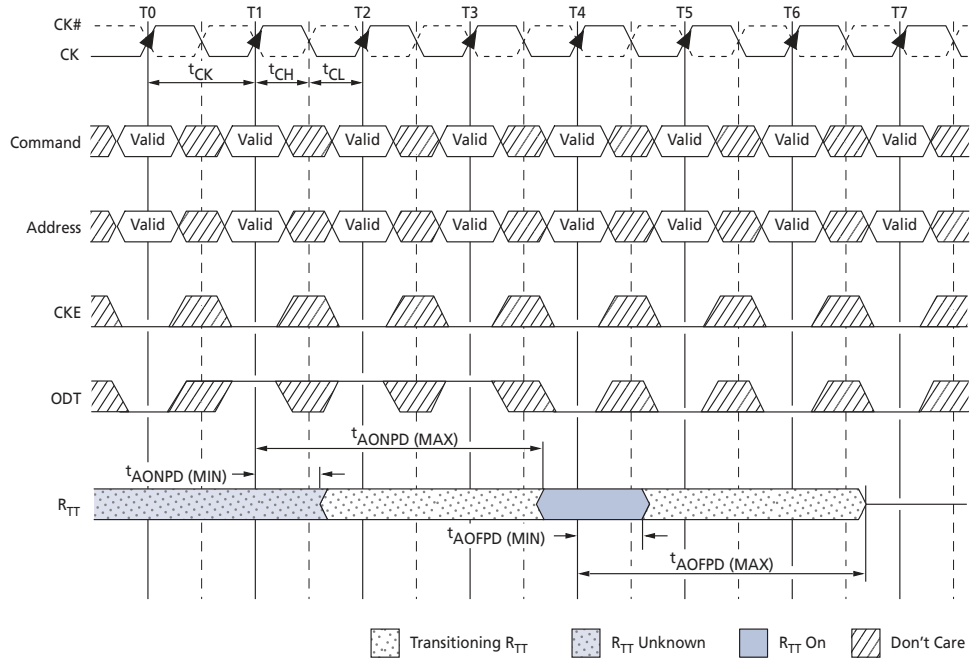 T0 T1 T2 T3 T4 T5 T6 T7
CK#
CK
tCK tCH tCL
Command Valid Valid Valid Valid Valid Valid Valid Valid
Address Valid Valid Valid Valid Valid Valid Valid Valid
CKE
ODT
tAONPD (MAX)
tAONPD (MIN)
RTT
tAOFPD (MIN)
tAOFPD (MAX)
Transitioning RTT RTT Unknown RTT On Don't Care